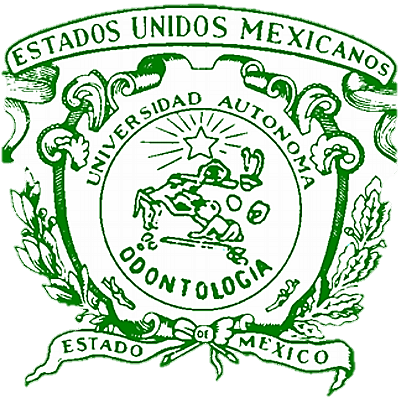 ESTADOS UNIDOS MEXICANOS
UNIVERSIDAD AUTONOMA
ODONTOLOGIA
ESTADO DE MEXICO